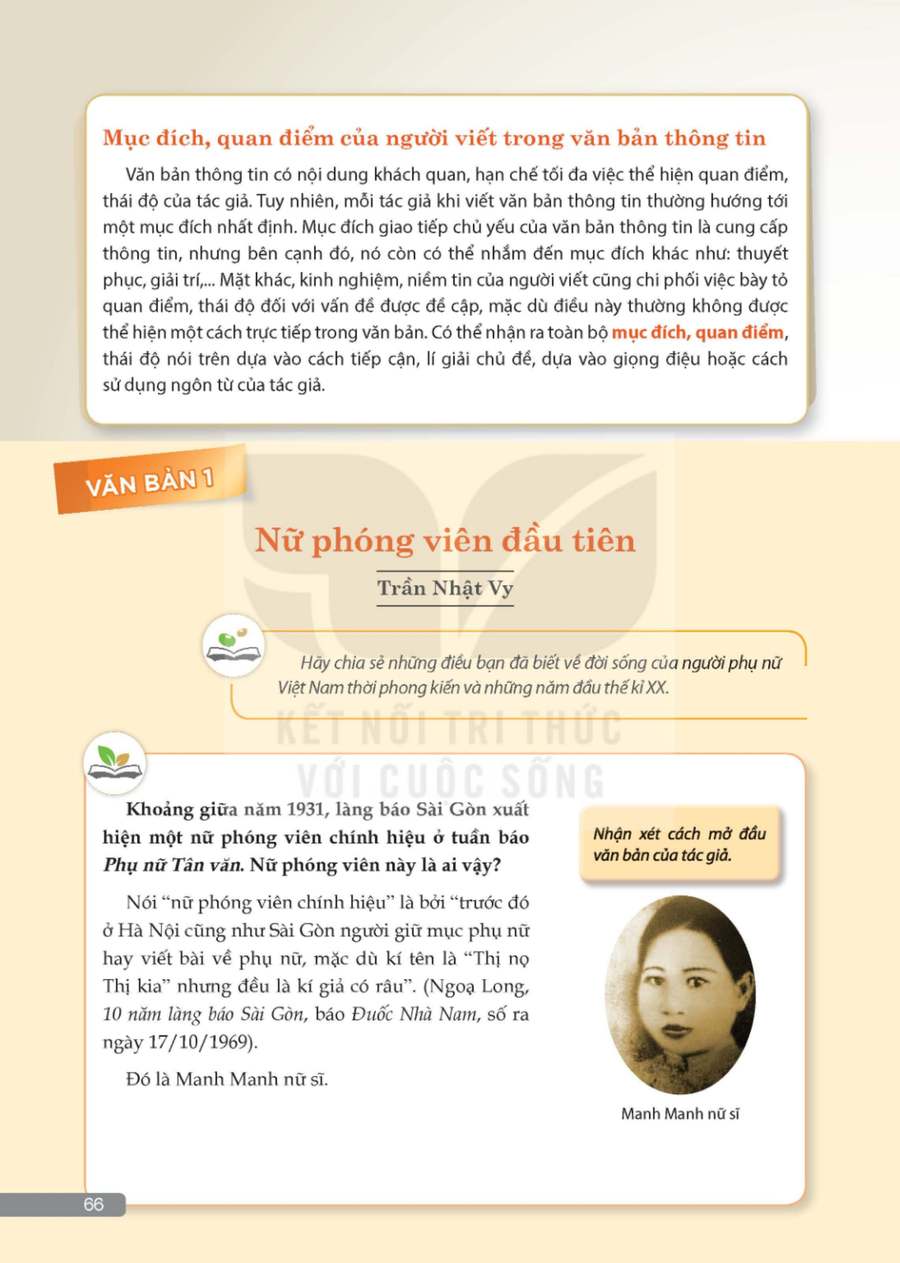 Mục đích, quan điểm của người viết trong văn bản thông tin
Văn bản thông tin có nội dung khách quan, hạn chế tối đa việc thể hiện quan điểm,
thái độ của tác giả. Tuy nhiên, mỗi tác giả khi viết văn bản thông tin thường hướng tới
một mục đích nhất định. Mục đích giao tiếp chủ yếu của văn bản thông tin là cung cấp
thông tin, nhưng bên cạnh đó, nó còn có thể nhắm đến mục đích khác như: thuyết
phục, giải trí,... Mặt khác, kinh nghiệm, niềm tin của người viết cũng chi phối việc bày tỏ
quan điểm, thái độ đối với vấn đề được đề cập, mặc dù điều này thường không được
thể hiện một cách trực tiếp trong văn bản. Có thể nhận ra toàn bộ mục đích, quan điểm,
thái độ nói trên dựa vào cách tiếp cận, lí giải chủ đề, dựa vào giọng điệu hoặc cách
sử dụng ngôn từ của tác giả.
VĂN BẢN 1
Nữ phóng viên đầu tiên
Trần Nhật Vy
Hãy chia sẻ những điều bạn đã biết về đời sống của người phụ nữ
Việt Nam thời phong kiến và những năm đầu thế kỉ XX.
KẾT NỐI TRI THỨC
VỚI CUỘC SỐNG
Khoảng giữa năm 1931, làng báo Sài Gòn xuất
hiện một nữ phóng viên chính hiệu ở tuần báo
Phụ nữ Tân văn. Nữ phóng viên này là ai vậy?
Nói “nữ phóng viên chính hiệu” là bởi “trước đó
ở Hà Nội cũng như Sài Gòn người giữ mục phụ nữ
hay viết bài về phụ nữ, mặc dù kí tên là “Thị nọ
Thị kia” nhưng đều là kí giả có râu”. (Ngoạ Long,
10 năm làng báo Sài Gòn, báo Đuốc Nhà Nam, số ra
ngày 17/10/1969).
Đó là Manh Manh nữ sĩ.
Nhận xét cách mở đầu
văn bản của tác giả.
Manh Manh nữ sĩ
66